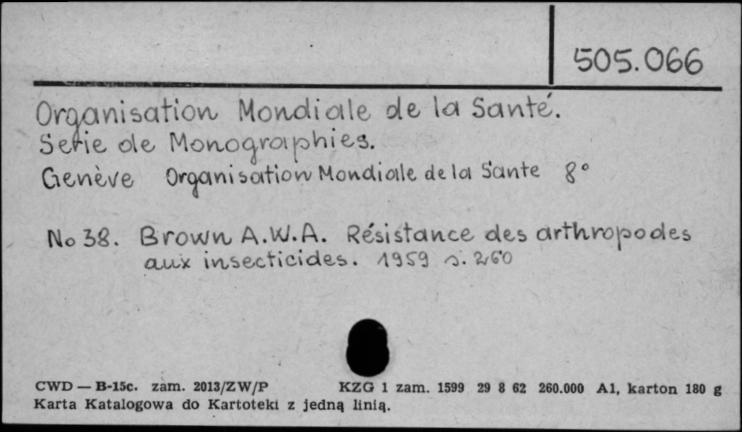 505.066
Organisation Mondiale de la Santé.
Serie de Monographies.
Genève Organisation Mondiale de la Sante 8°
No 38. Brown A.W.A. Résistance des arthropodes
aux insecticides. 1959 s. 260
CWD — B-15c. zam. 2013/ZW/P KZG 1 zam. 1599 29 8 62 260.000 A1, karton 180 g
Karta Katalogowa do Kartoteki z jedną linią.